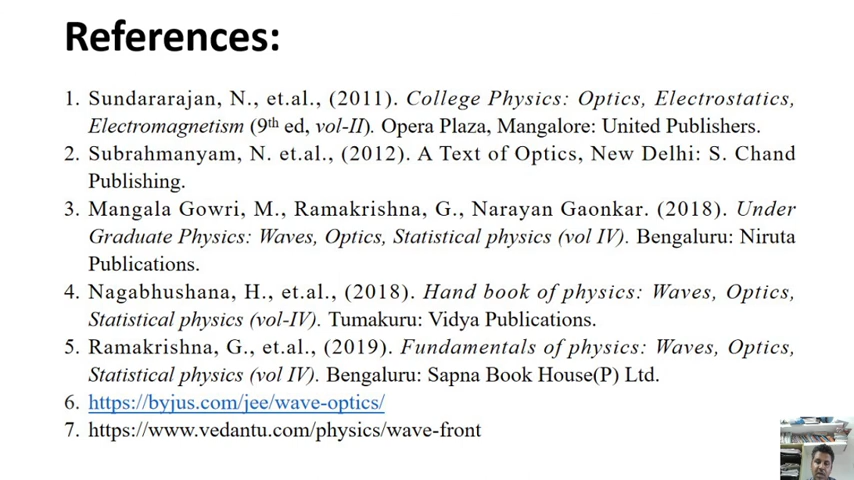 References:
1. Sundararajan, N., et.al., (2011). College Physics: Optics, Electrostatics,
Electromagnetism (9th ed, vol-II). Opera Plaza, Mangalore: United Publishers.
2. Subrahmanyam, N. et.al., (2012). A Text of Optics, New Delhi: S. Chand
Publishing.
3. Mangala Gowri, M., Ramakrishna, G., Narayan Gaonkar. (2018). Under
Graduate Physics: Waves, Optics, Statistical physics (vol IV). Bengaluru: Niruta
Publications.
4. Nagabhushana, H., et.al., (2018). Hand book of physics: Waves, Optics,
Statistical physics (vol-IV). Tumakuru: Vidya Publications.
5. Ramakrishna, G., et.al., (2019). Fundamentals of physics: Waves, Optics,
Statistical physics (vol IV). Bengaluru: Sapna Book House(P) Ltd.
6. https://byjus.com/jee/wave-optics/
7. https://www.vedantu.com/physics/wave-front